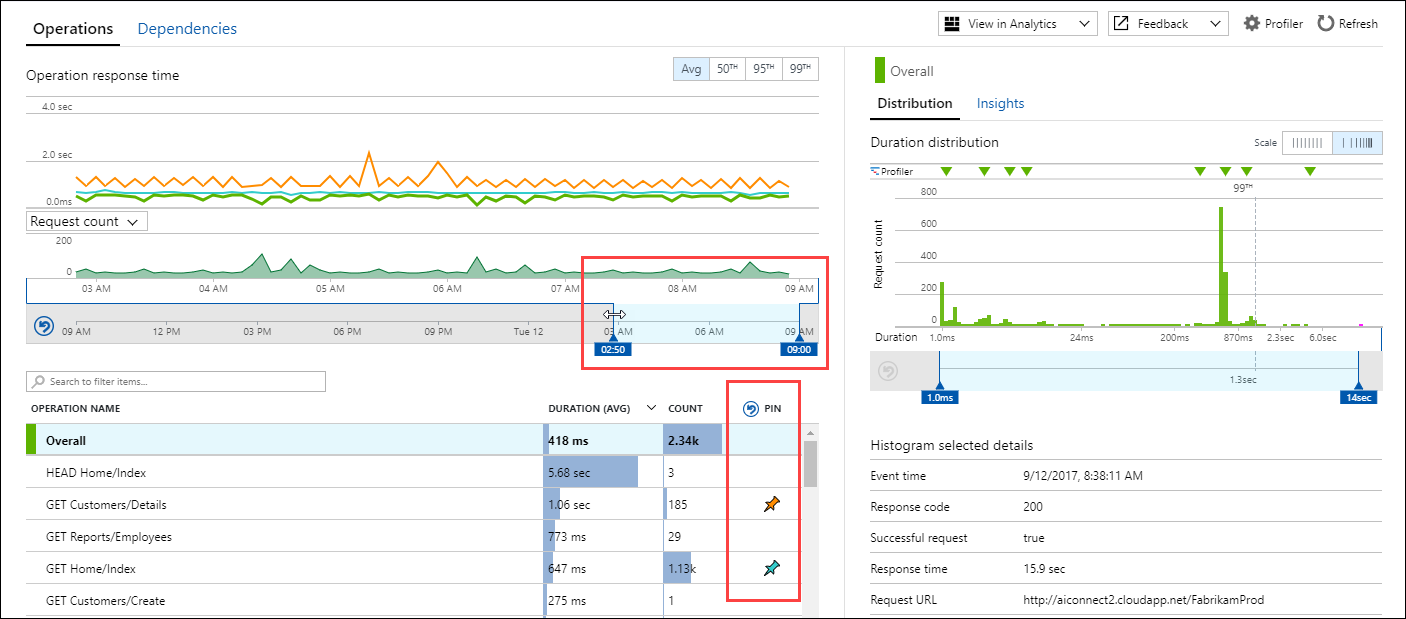 Operations Dependencies
View in Analytics Feedback Profiler Refresh
Operation response time
Avg 50TH 95TH 99TH
4.0 sec
2.0 sec
0.0ms
Request count
200
0
03 AM 04 AM 05 AM 06 AM 07 AM 08 AM 09 AM
09 AM 12 PM 03 PM 06 PM 09 PM Tue 12 03 AM 06 AM 09 AM
02:50 09:00
Search to filter items...
OPERATION NAME DURATION (AVG) COUNT PIN
Overall 418 ms 2.34k
HEAD Home/Index 5.68 sec 3
GET Customers/Details 1.06 sec 185
GET Reports/Employees 773 ms 29
GET Home/Index 647 ms 1.13k
GET Customers/Create 275 ms 1
Overall
Distribution Insights
Duration distribution Scale
Profiler
99TH
800
600
400
200
0
Request count
Duration 1.0ms 24ms 200ms 870ms 2.3sec 6.0sec
1.3sec
1.0ms 14sec
Histogram selected details
Event time 9/12/2017, 8:38:11 AM
Response code 200
Successful request true
Response time 15.9 sec
Request URL http://aiconnect2.cloudapp.net/FabrikamProd